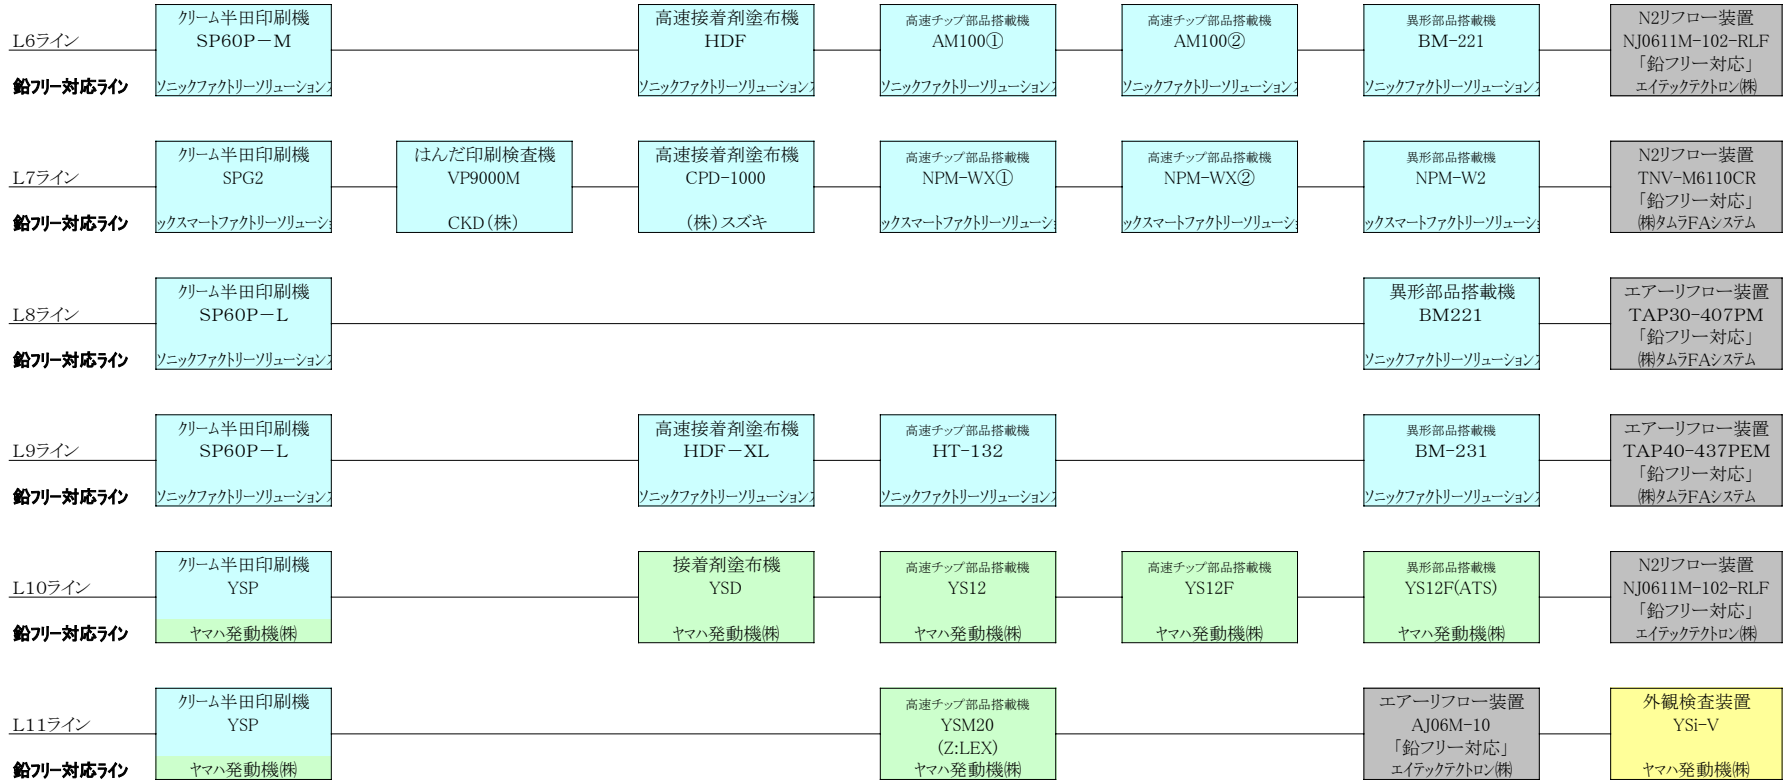 クリーム半田印刷機 高速接着剤塗布機 高速チップ部品搭載機 高速チップ部品搭載機 異形部品搭載機 N2リフロー装置
L6ライン SP60P－M HDF AM100① AM100② BM-221 NJ0611M-102-RLF
「鉛フリー対応」
鉛フリー対応ライン ソニックファクトリーソリューションズ ソニックファクトリーソリューションズ ソニックファクトリーソリューションズ ソニックファクトリーソリューションズ ソニックファクトリーソリューションズ エイテックテクトロン㈱
クリーム半田印刷機 はんだ印刷検査機 高速接着剤塗布機 高速チップ部品搭載機 高速チップ部品搭載機 異形部品搭載機 N2リフロー装置
L7ライン SPG2 VP9000M CPD-1000 NPM-WX① NPM-WX② NPM-W2 TNV-M6110CR
「鉛フリー対応」
鉛フリー対応ライン ックスマートファクトリーソリューショ CKD（株） （株）スズキ ックスマートファクトリーソリューショ ックスマートファクトリーソリューショ ックスマートファクトリーソリューショ ㈱タムラFAシステム
クリーム半田印刷機 異形部品搭載機 エアーリフロー装置
L8ライン SP60P－L BM221 TAP30-407PM
「鉛フリー対応」
鉛フリー対応ライン ソニックファクトリーソリューションズ ソニックファクトリーソリューションズ ㈱タムラFAシステム
クリーム半田印刷機 高速接着剤塗布機 高速チップ部品搭載機 異形部品搭載機 エアーリフロー装置
L9ライン SP60P－L HDF－XL HT-132 BM-231 TAP40-437PEM
「鉛フリー対応」
鉛フリー対応ライン ソニックファクトリーソリューションズ ソニックファクトリーソリューションズ ソニックファクトリーソリューションズ ソニックファクトリーソリューションズ ㈱タムラFAシステム
クリーム半田印刷機 接着剤塗布機 高速チップ部品搭載機 高速チップ部品搭載機 異形部品搭載機 N2リフロー装置
L10ライン YSP YSD YS12 YS12F YS12F(ATS) NJ0611M-102-RLF
「鉛フリー対応」
鉛フリー対応ライン ヤマハ発動機㈱ ヤマハ発動機㈱ ヤマハ発動機㈱ ヤマハ発動機㈱ ヤマハ発動機㈱ エイテックテクトロン㈱
クリーム半田印刷機 高速チップ部品搭載機 エアーリフロー装置 外観検査装置
L11ライン YSP YSM20 AJ06M-10 YSi-V
(Z:LEX) 「鉛フリー対応」
鉛フリー対応ライン ヤマハ発動機㈱ ヤマハ発動機㈱ エイテックテクトロン㈱ ヤマハ発動機㈱